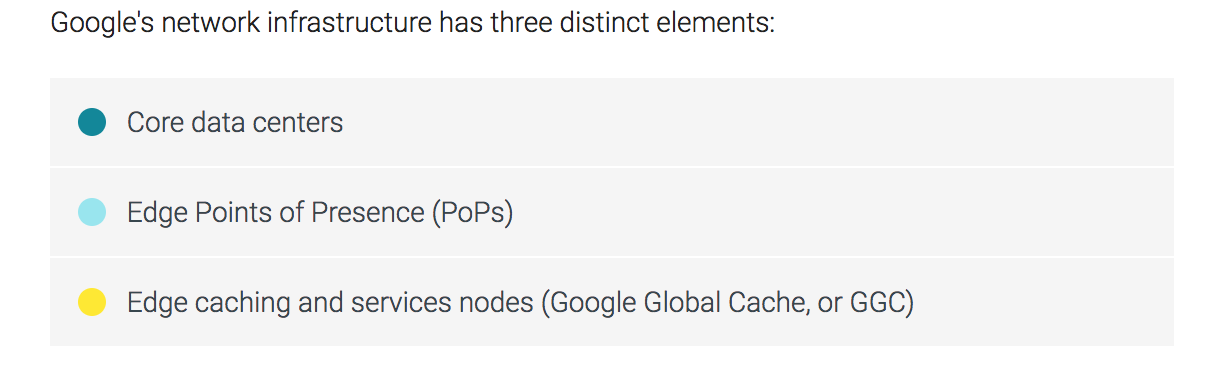 Google's network infrastructure has three distinct elements:
Core data centers
Edge Points of Presence (PoPs)
Edge caching and services nodes (Google Global Cache, or GGC)